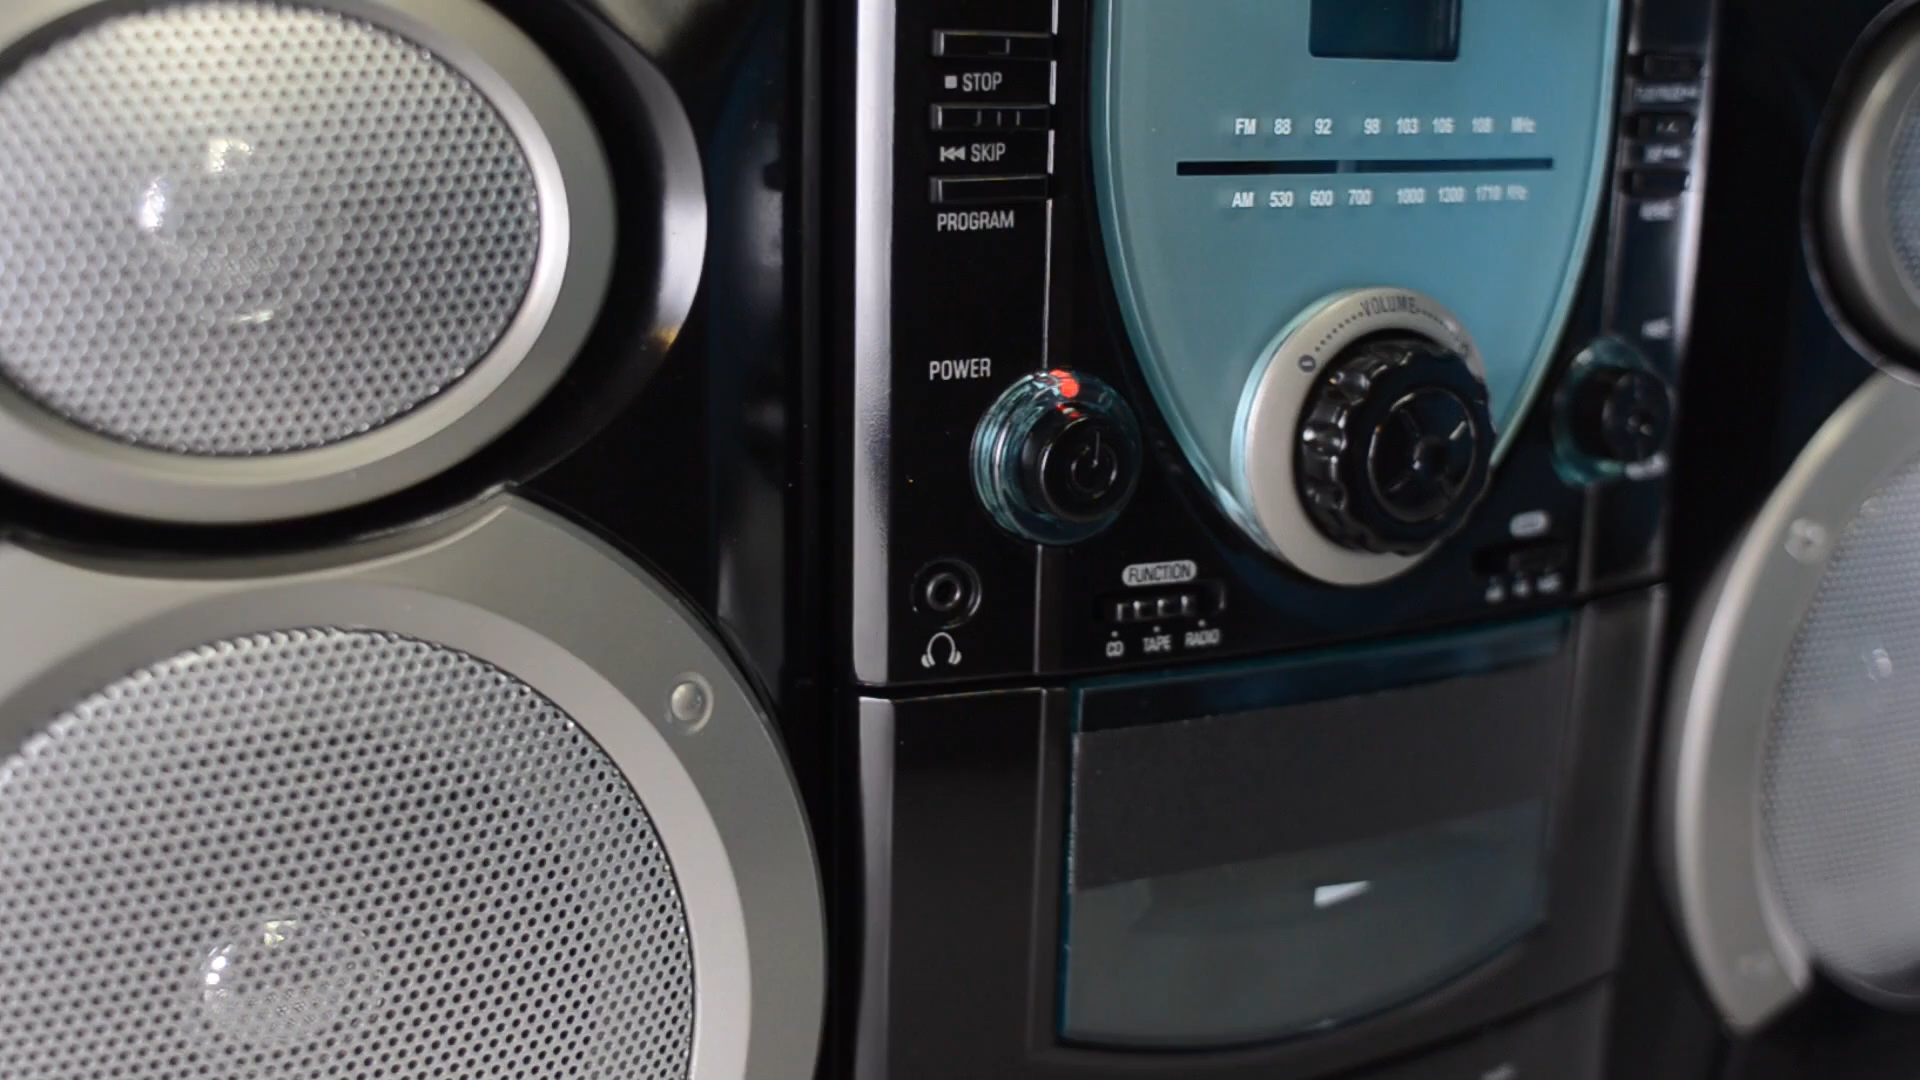 STOP
SKIP
PROGRAM
FM 88 92 98 103 106 108 MHz
AM 530 600 700 1000 1300 1710 KHz
VOLUME
POWER
FUNCTION
CD TAPE RADIO